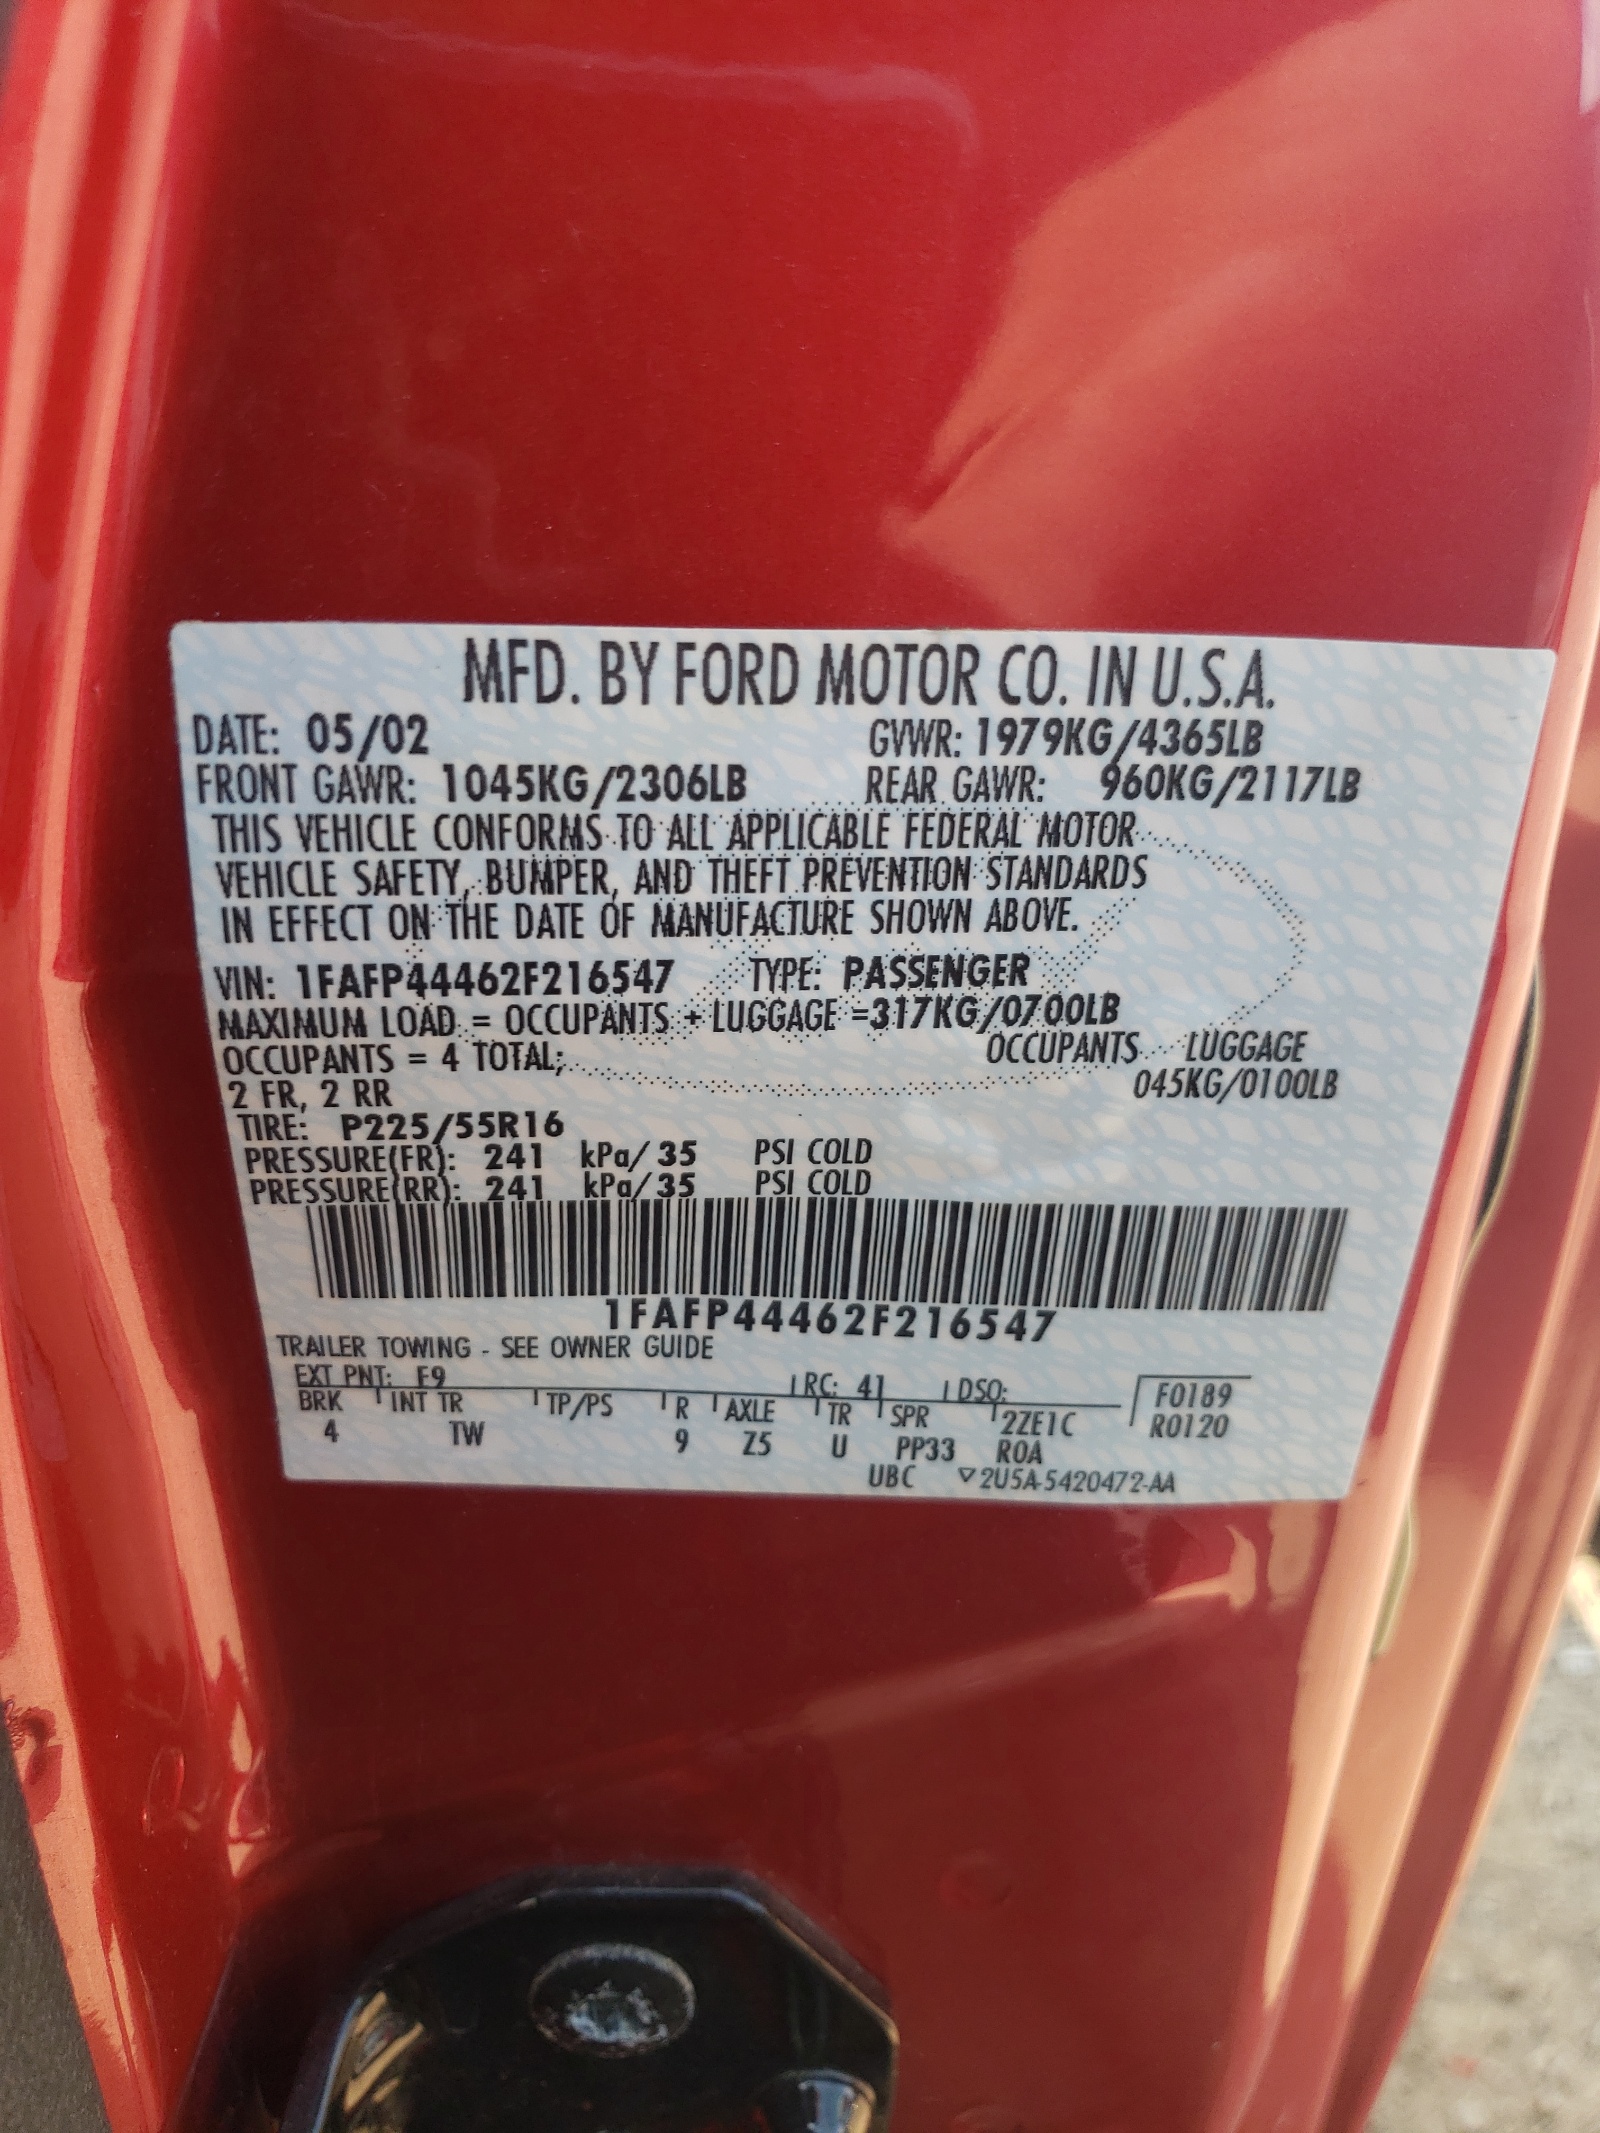 MFD. BY FORD MOTOR CO. IN U.S.A.
DATE: 05/02 GVWR: 1979KG/4365LB
FRONT GAWR: 1045KG/2306LB REAR GAWR: 960KG/2117LB
THIS VEHICLE CONFORMS TO ALL APPLICABLE FEDERAL MOTOR
VEHICLE SAFETY, BUMPER, AND THEFT PREVENTION STANDARDS
IN EFFECT ON THE DATE OF MANUFACTURE SHOWN ABOVE.
VIN: 1FAFP44462F216547 TYPE: PASSENGER
MAXIMUM LOAD = OCCUPANTS + LUGGAGE =317KG/0700LB
OCCUPANTS = 4 TOTAL; OCCUPANTS LUGGAGE
2 FR, 2 RR 045KG/0100LB
TIRE: P225/55R16
PRESSURE(FR): 241 kPa/ 35 PSI COLD
PRESSURE(RR): 241 kPa/ 35 PSI COLD
1FAFP44462F216547
TRAILER TOWING - SEE OWNER GUIDE
EXT PNT: F9 RC: 41 DSO: F0189
BRK INT TR TP/PS R AXLE TR SPR 2ZE1C R0120
4 TW 9 Z5 U PP33 ROA
UBC ▽2U5A-5420472-AA